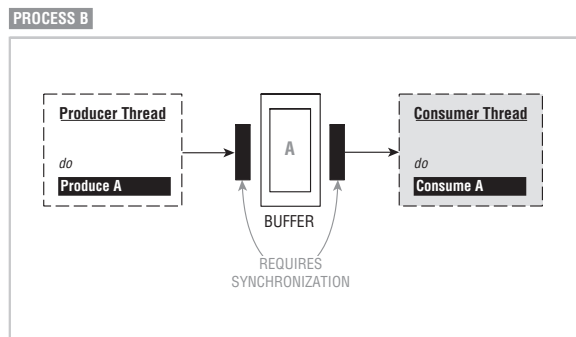 PROCESS B
Producer Thread
do
Produce A
A
BUFFER
Consumer Thread
do
Consume A
REQUIRES
SYNCHRONIZATION